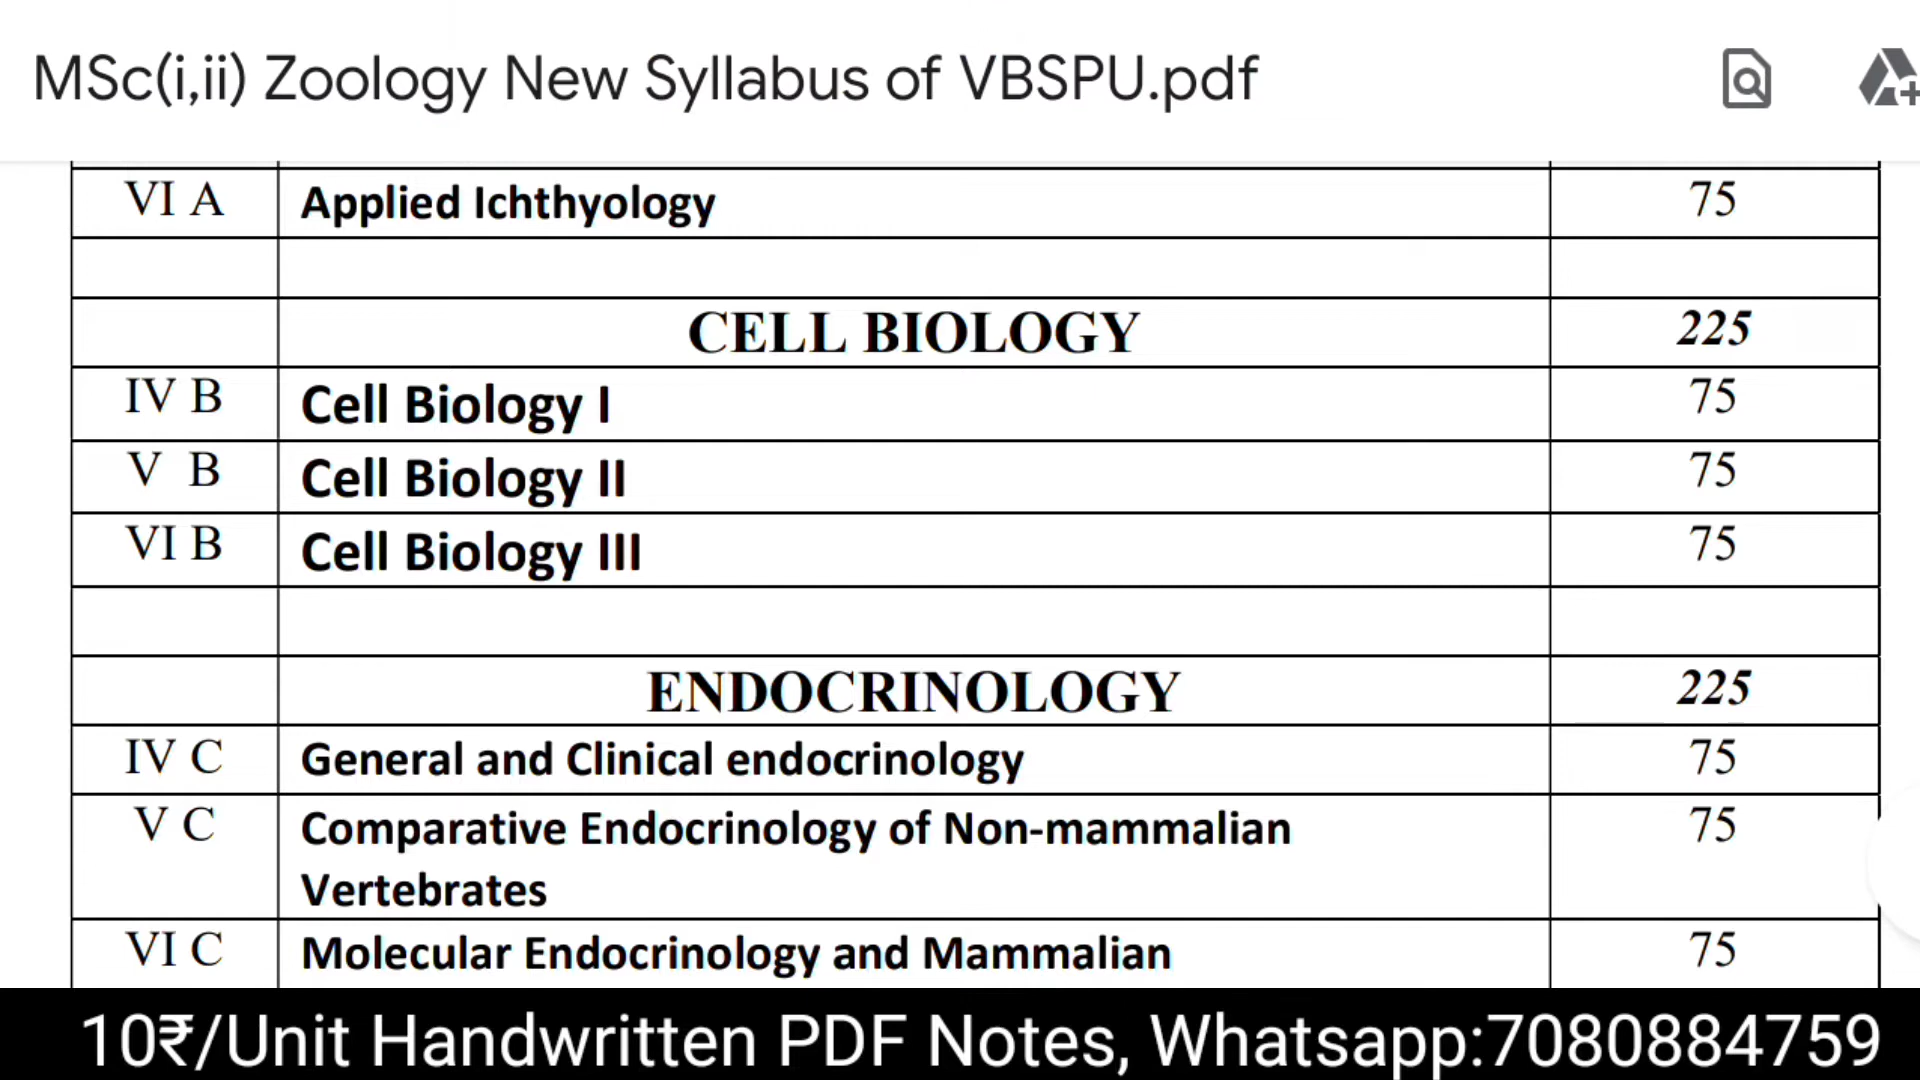 MSc(i,ii) Zoology New Syllabus of VBSPU.pdf
VI A Applied Ichthyology 75
CELL BIOLOGY 225
IV B Cell Biology I 75
V B Cell Biology II 75
VI B Cell Biology III 75
ENDOCRINOLOGY 225
IV C General and Clinical endocrinology 75
V C Comparative Endocrinology of Non-mammalian 75
Vertebrates
VI C Molecular Endocrinology and Mammalian 75
10₹/Unit Handwritten PDF Notes, Whatsapp:7080884759